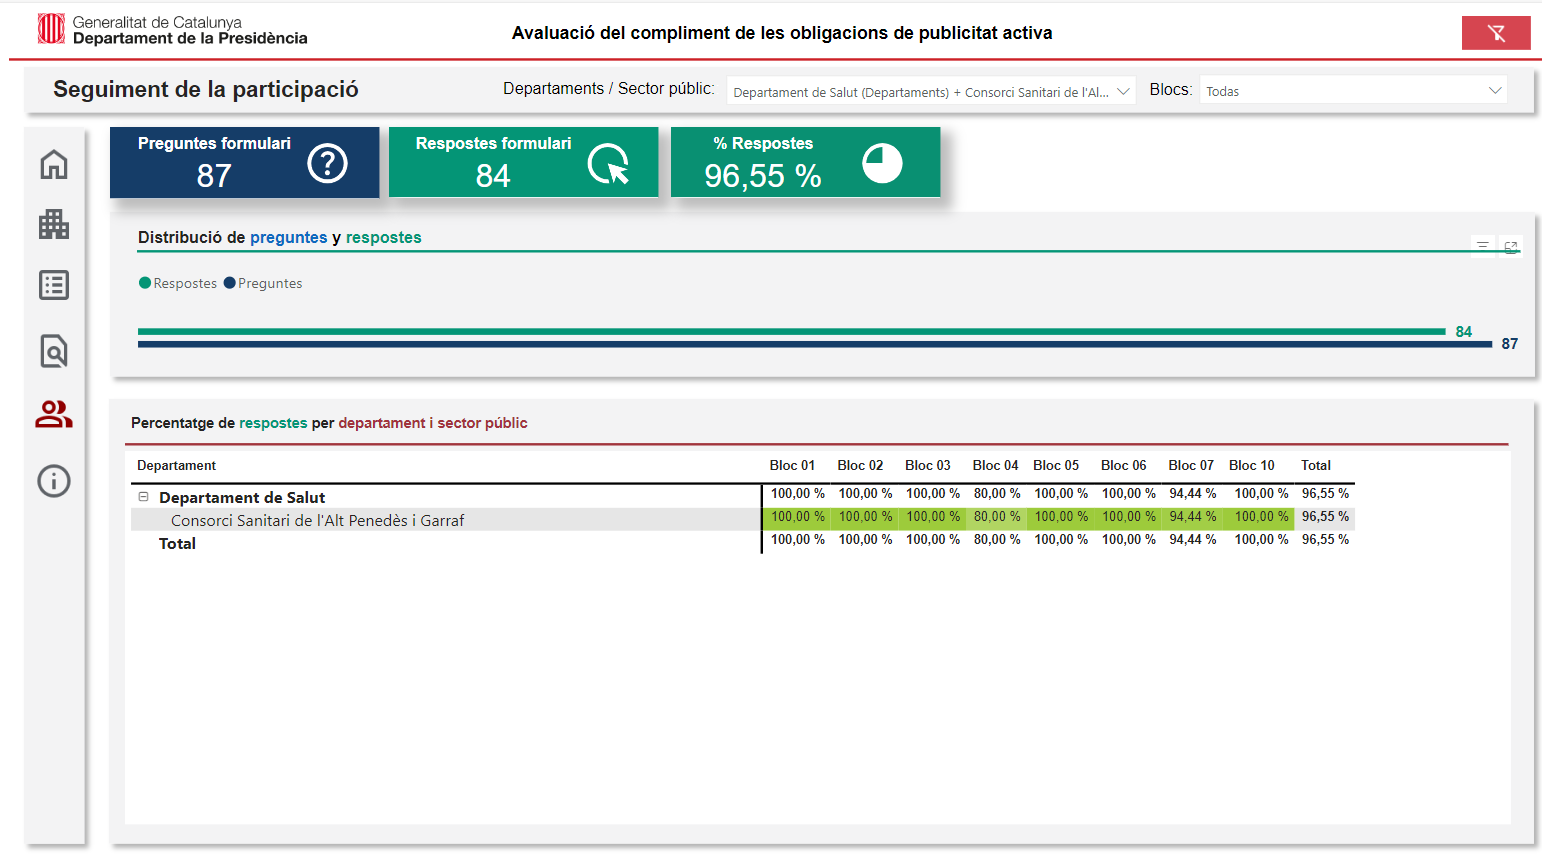 Generalitat de Catalunya
Departament de la Presidència
Avaluació del compliment de les obligacions de publicitat activa
Seguiment de la participació
Departaments / Sector públic:
Departament de Salut (Departaments) + Consorci Sanitari de l'Al...
Blocs:
Todas
Preguntes formulari
87
Respostes formulari
84
% Respostes
96,55 %
Distribució de preguntes y respostes
Respostes Preguntes
84
87
Percentatge de respostes per departament i sector públic
Departament Bloc 01 Bloc 02 Bloc 03 Bloc 04 Bloc 05 Bloc 06 Bloc 07 Bloc 10 Total
Departament de Salut 100,00 % 100,00 % 100,00 % 80,00 % 100,00 % 100,00 % 94,44 % 100,00 % 96,55 %
Consorci Sanitari de l'Alt Penedès i Garraf 100,00 % 100,00 % 100,00 % 80,00 % 100,00 % 100,00 % 94,44 % 100,00 % 96,55 %
Total 100,00 % 100,00 % 100,00 % 80,00 % 100,00 % 100,00 % 94,44 % 100,00 % 96,55 %